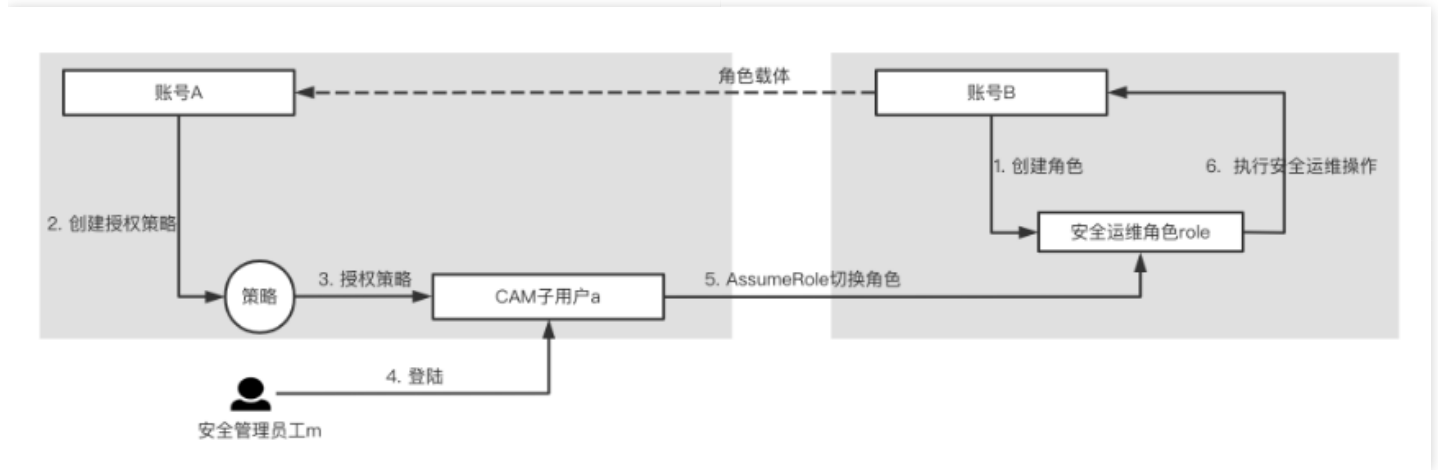 角色载体
账号A
账号B
1. 创建角色
6. 执行安全运维操作
2. 创建授权策略
安全运维角色role
3. 授权策略
5. AssumeRole切换角色
策略
CAM子用户a
4. 登陆
安全管理员工m